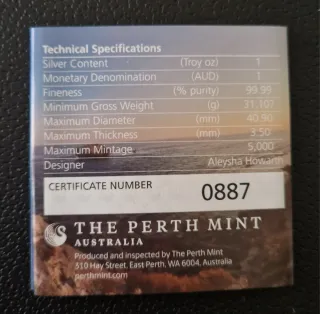 Technical Specifications
Silver Content (Troy oz) 1
Monetary Denomination (AUD) 1
Fineness (% purity) 99.99
Minimum Gross Weight (g) 31.107
Maximum Diameter (mm) 40.90
Maximum Thickness (mm) 3.50
Maximum Mintage 5,000
Designer Aleysha Howarth
CERTIFICATE NUMBER 0887
THE PERTH MINT
AUSTRALIA
Produced and inspected by The Perth Mint
310 Hay Street, East Perth, WA 6004, Australia
perthmint.com